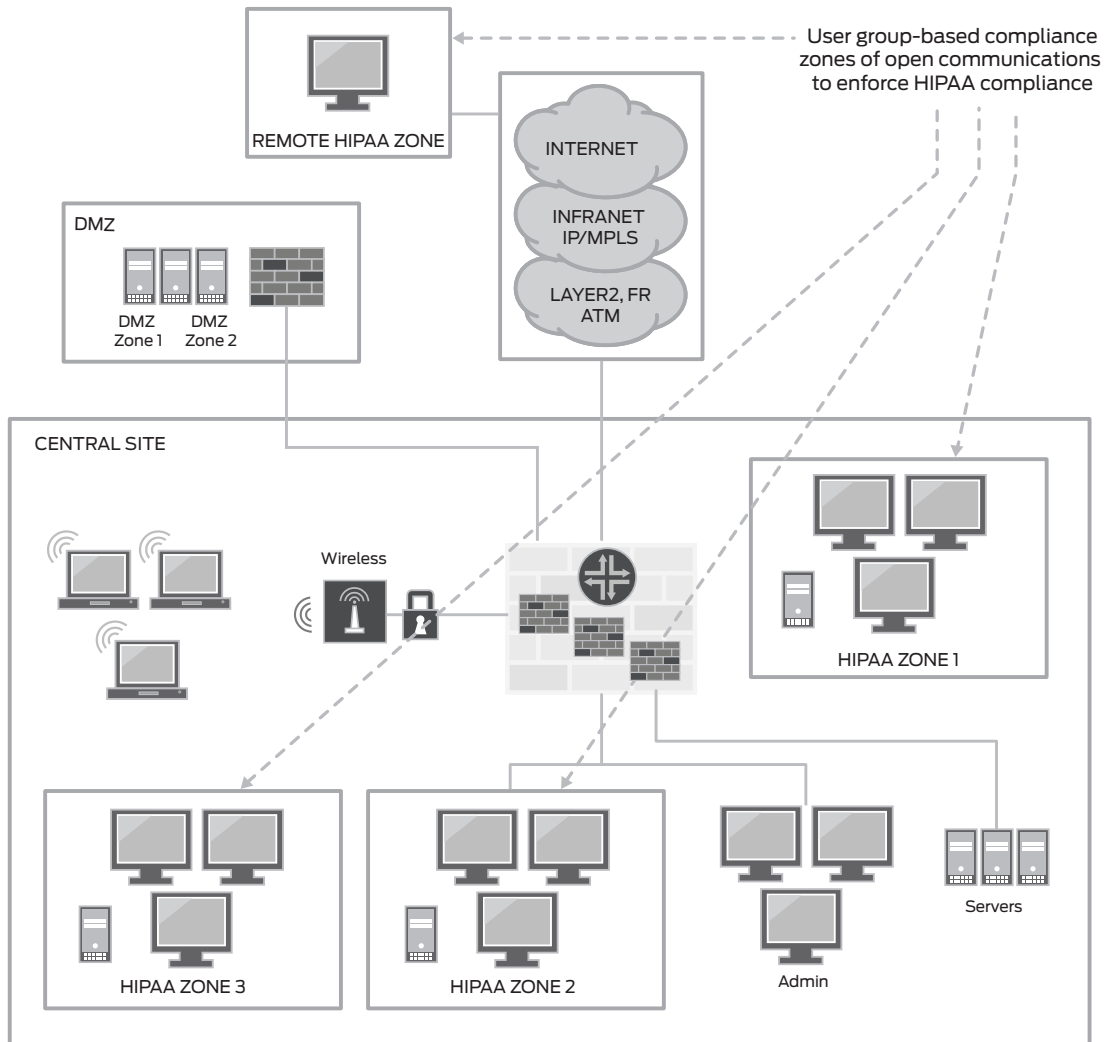 User group-based compliance
zones of open communications
to enforce HIPAA compliance
REMOTE HIPAA ZONE
INTERNET
INFRANET
IP/MPLS
LAYER2, FR
ATM
DMZ
DMZ
Zone 1
DMZ
Zone 2
CENTRAL SITE
Wireless
HIPAA ZONE 1
HIPAA ZONE 3
HIPAA ZONE 2
Admin
Servers